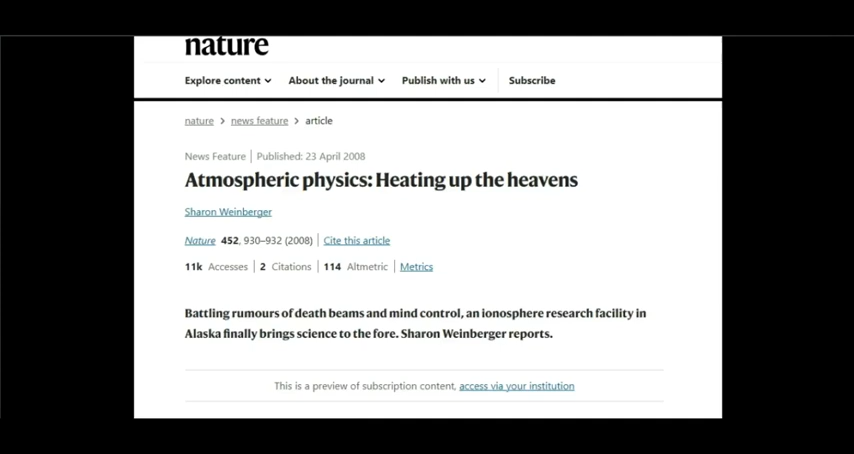 nature
Explore content About the journal Publish with us Subscribe
nature > news feature > article
News Feature | Published: 23 April 2008
Atmospheric physics: Heating up the heavens
Sharon Weinberger
Nature 452, 930–932 (2008) | Cite this article
11k Accesses | 2 Citations | 114 Altmetric | Metrics
Battling rumours of death beams and mind control, an ionosphere research facility in
Alaska finally brings science to the fore. Sharon Weinberger reports.
This is a preview of subscription content, access via your institution